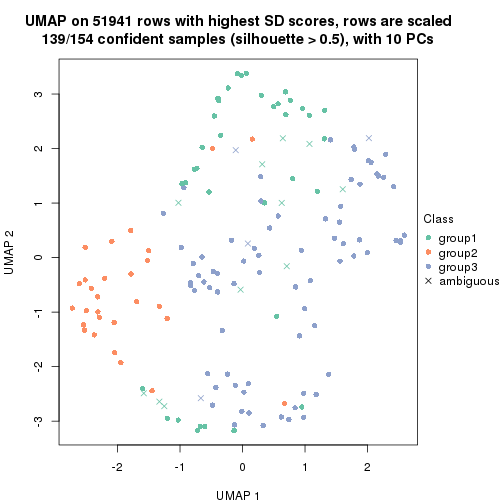 UMAP on 51941 rows with highest SD scores, rows are scaled
139/154 confident samples (silhouette > 0.5), with 10 PCs
3
2
1
0
-1
-2
-3
UMAP 2
-2
-1
0
1
2
UMAP 1
Class
group1
group2
group3
ambiguous